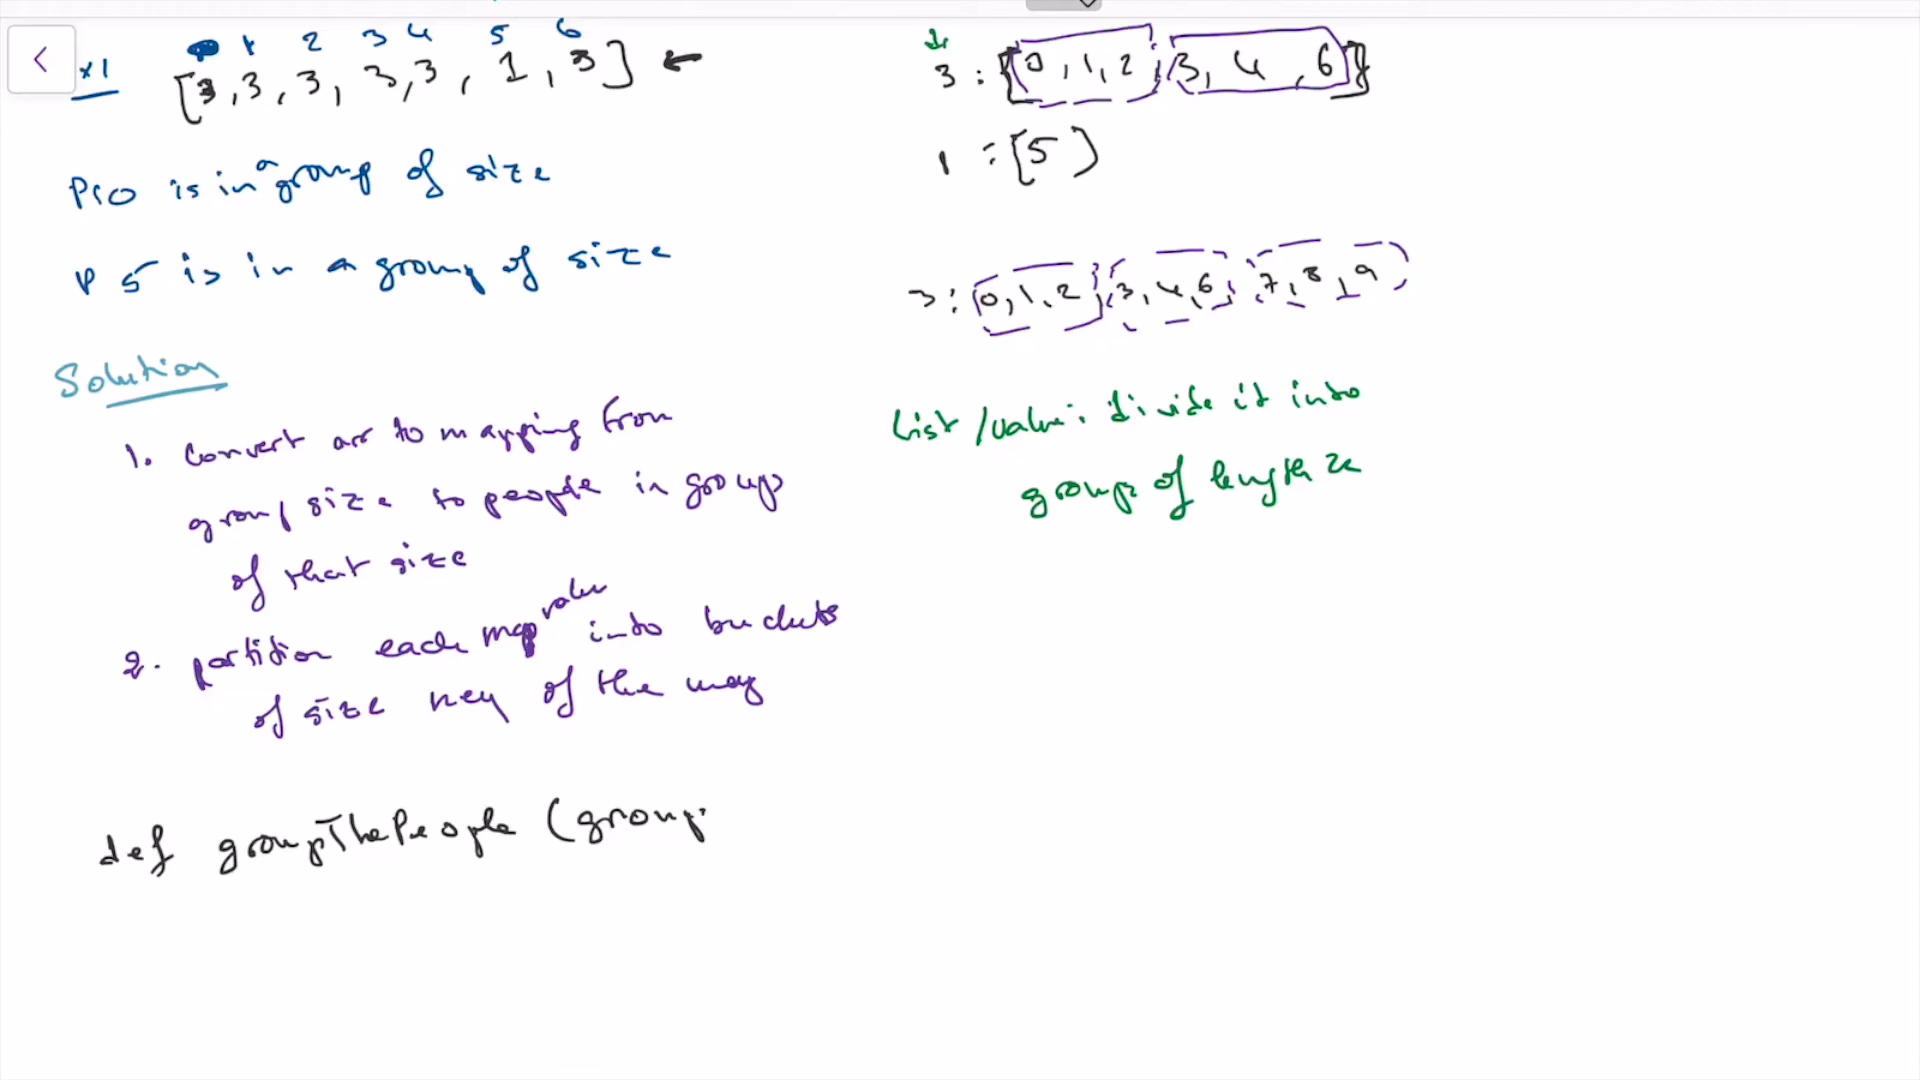 x1
1 2 3 4 5 6
[3, 3, 3, 3, 3, 1, 3] ←
P(0 is in a group of size
P 5 is in a group of size
Solution
1. Convert arr to mapping from
group size to people in group
of that size
2. partition each map value into buckets
of size key of the map
def groupThePeople (group
3: [0, 1, 2, 3, 4, 6]
1 : [5]
3: 0, 1, 2, 3, 4, 6, 7, 8, 9
list / value: divide it into
group of length